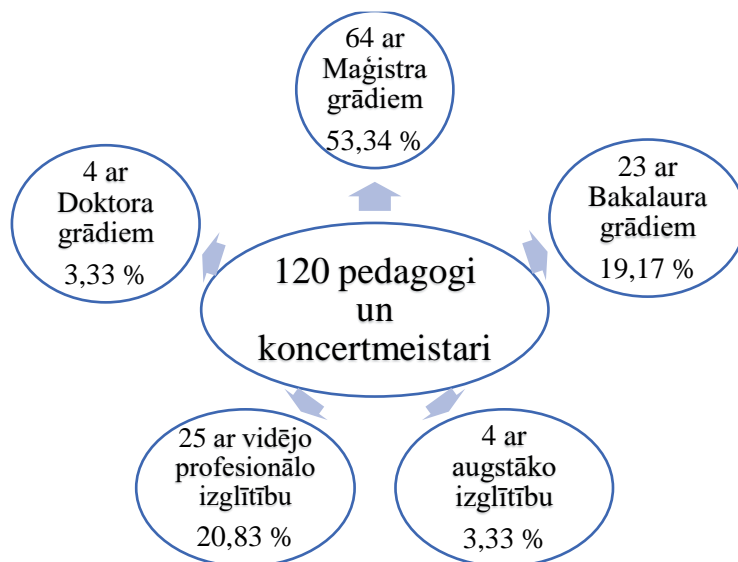 64 ar
Maģistra
grādiem
53,34 %
4 ar
Doktora
grādiem
3,33 %
23 ar
Bakalaura
grādiem
19,17 %
120 pedagogi
un
koncertmeistari
25 ar vidējo
profesionālo
izglītību
20,83 %
4 ar
augstāko
izglītību
3,33 %